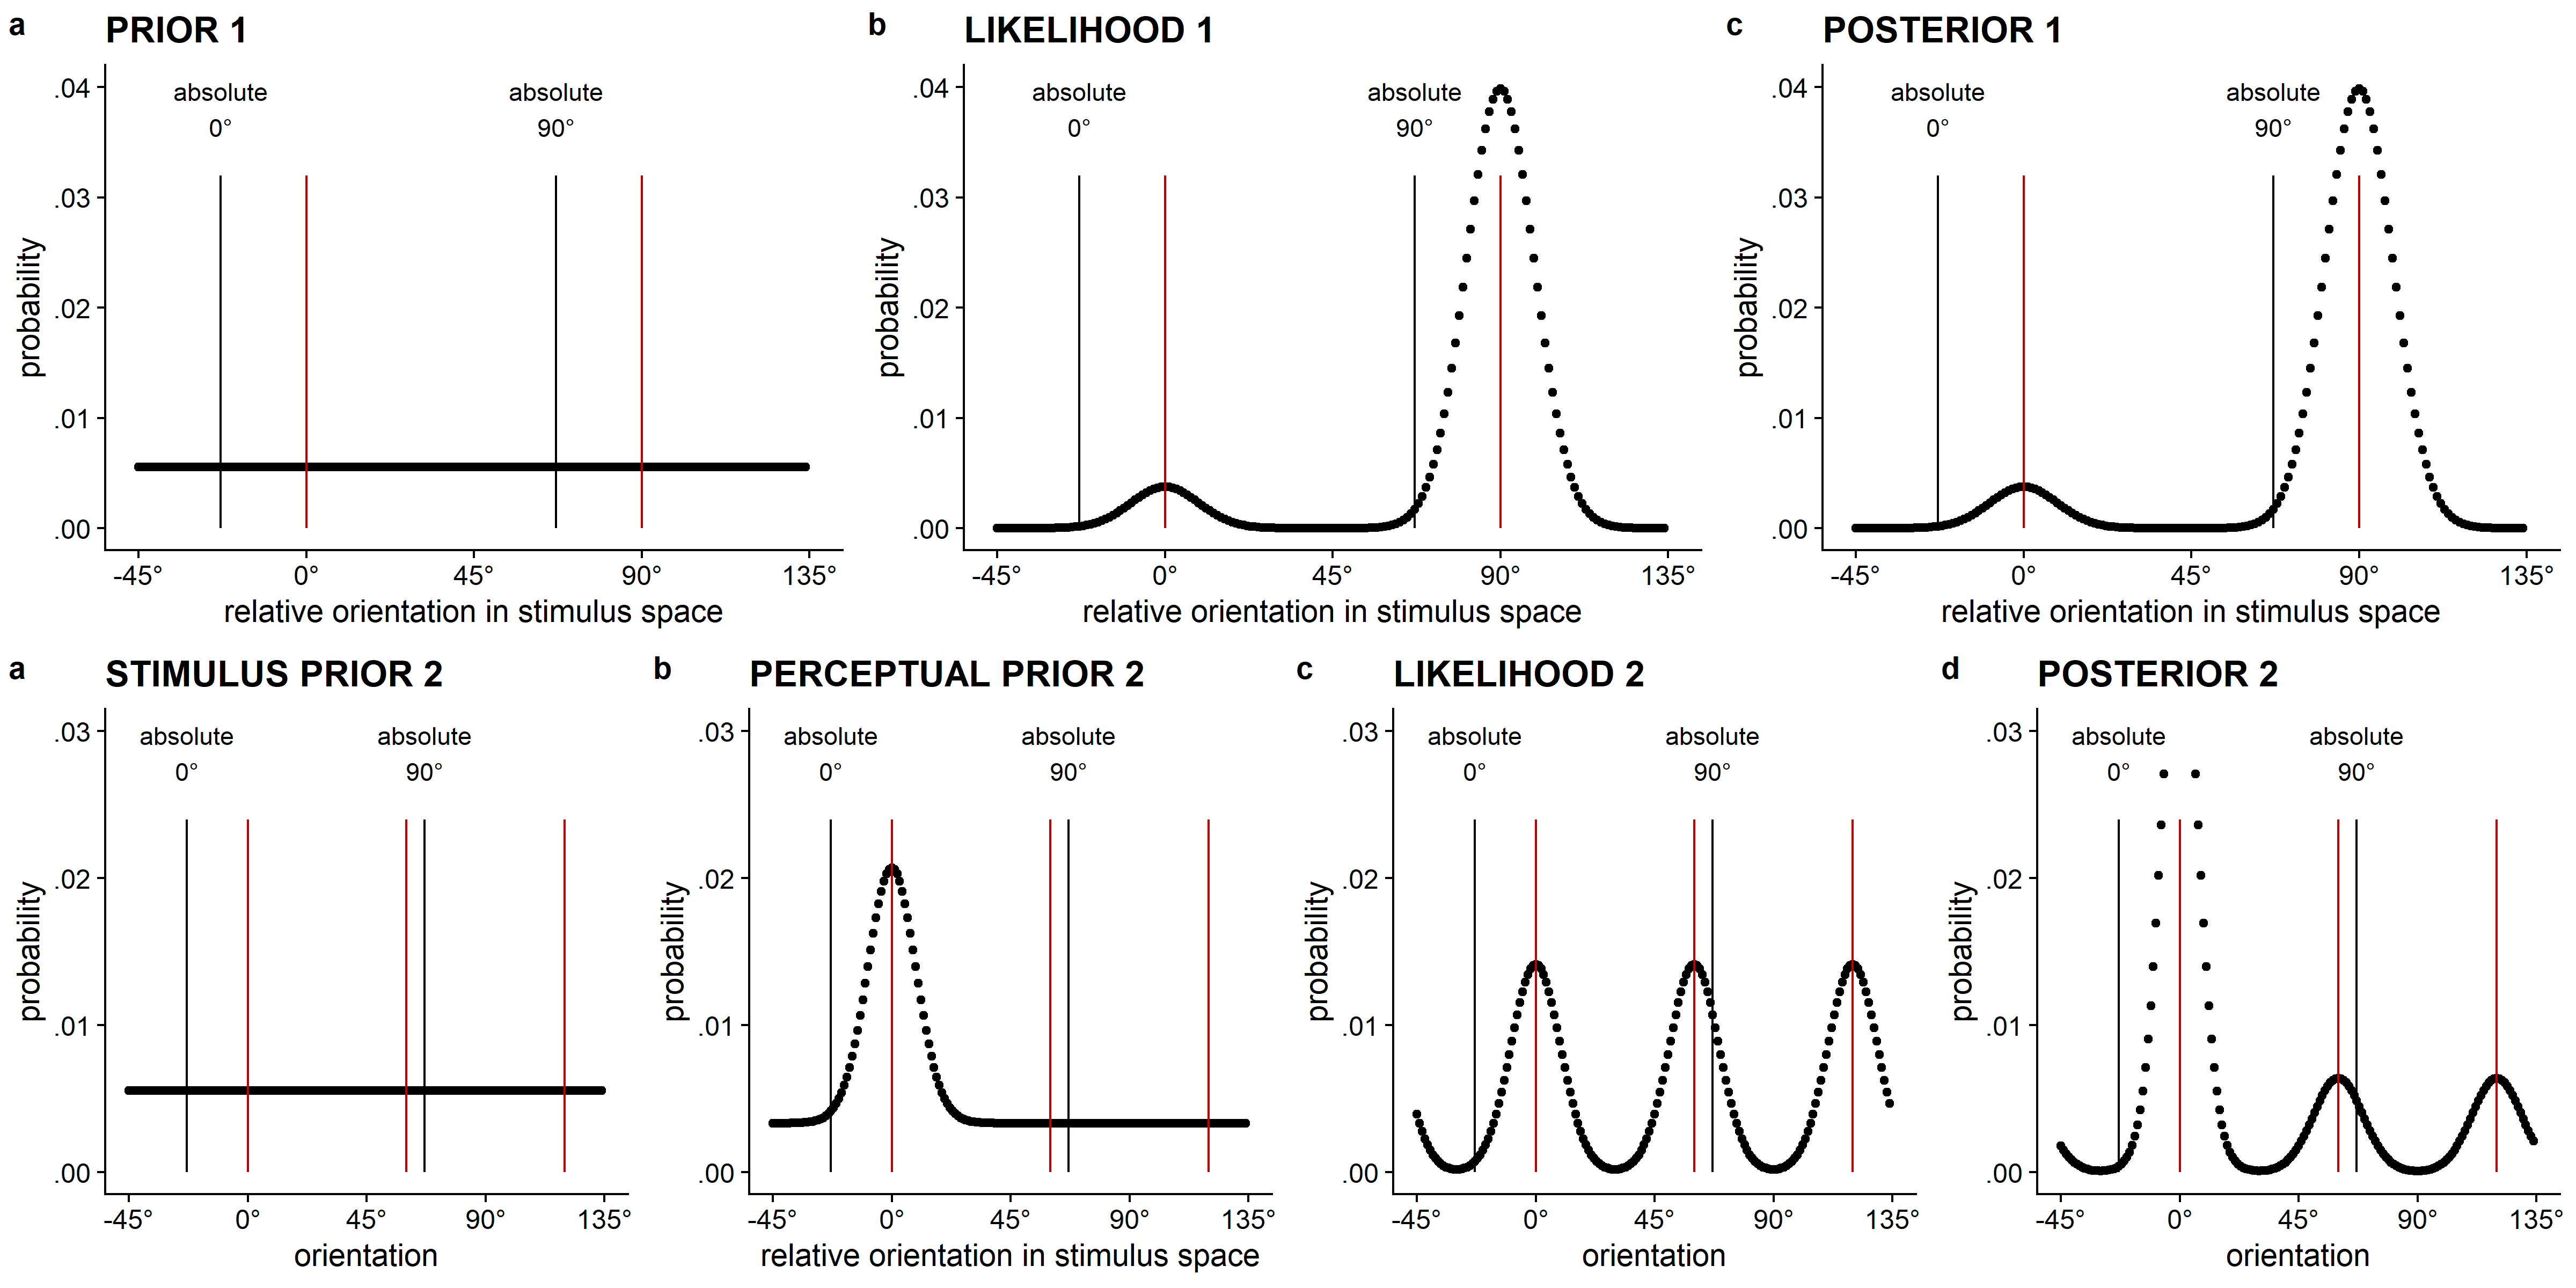 a PRIOR 1
.04
.03
.02
.01
.00
probability
absolute
0°
absolute
90°
-45° 0° 45° 90° 135°
relative orientation in stimulus space
b LIKELIHOOD 1
.04
.03
.02
.01
.00
probability
absolute
0°
absolute
90°
-45° 0° 45° 90° 135°
relative orientation in stimulus space
c POSTERIOR 1
.04
.03
.02
.01
.00
probability
absolute
0°
absolute
90°
-45° 0° 45° 90° 135°
relative orientation in stimulus space
a STIMULUS PRIOR 2
.03
.02
.01
.00
probability
absolute
0°
absolute
90°
-45° 0° 45° 90° 135°
orientation
b PERCEPTUAL PRIOR 2
.03
.02
.01
.00
probability
absolute
0°
absolute
90°
-45° 0° 45° 90° 135°
relative orientation in stimulus space
c LIKELIHOOD 2
.03
.02
.01
.00
probability
absolute
0°
absolute
90°
-45° 0° 45° 90° 135°
orientation
d POSTERIOR 2
.03
.02
.01
.00
probability
absolute
0°
absolute
90°
-45° 0° 45° 90° 135°
orientation